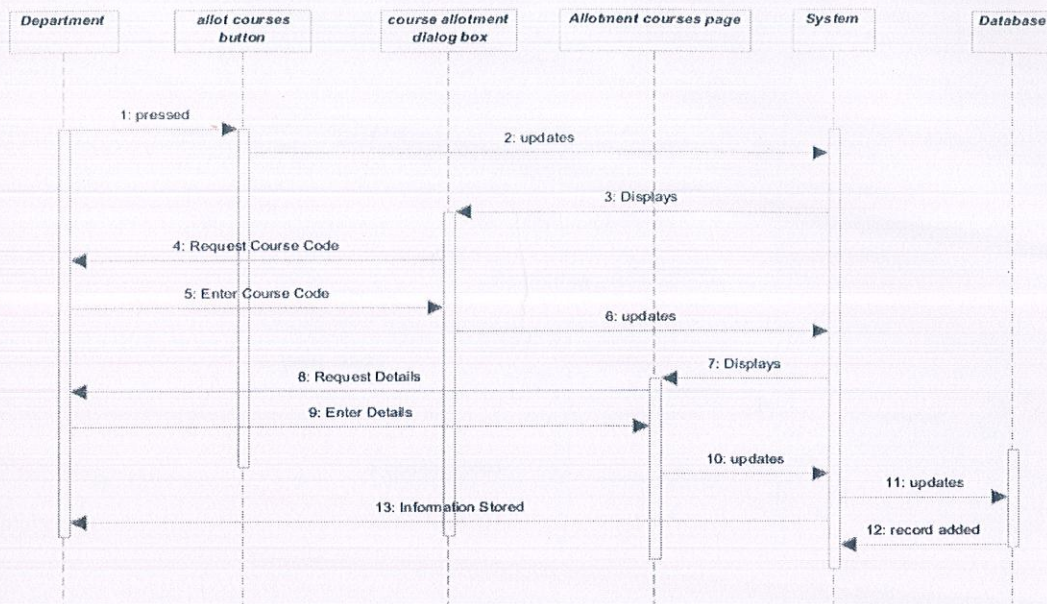 Department
allot courses
button
course allotment
dialog box
Allotment courses page
System
Database
1: pressed
2: updates
3: Displays
4: Request Course Code
5: Enter Course Code
6: updates
7: Displays
8: Request Details
9: Enter Details
10: updates
11: updates
13: Information Stored
12: record added